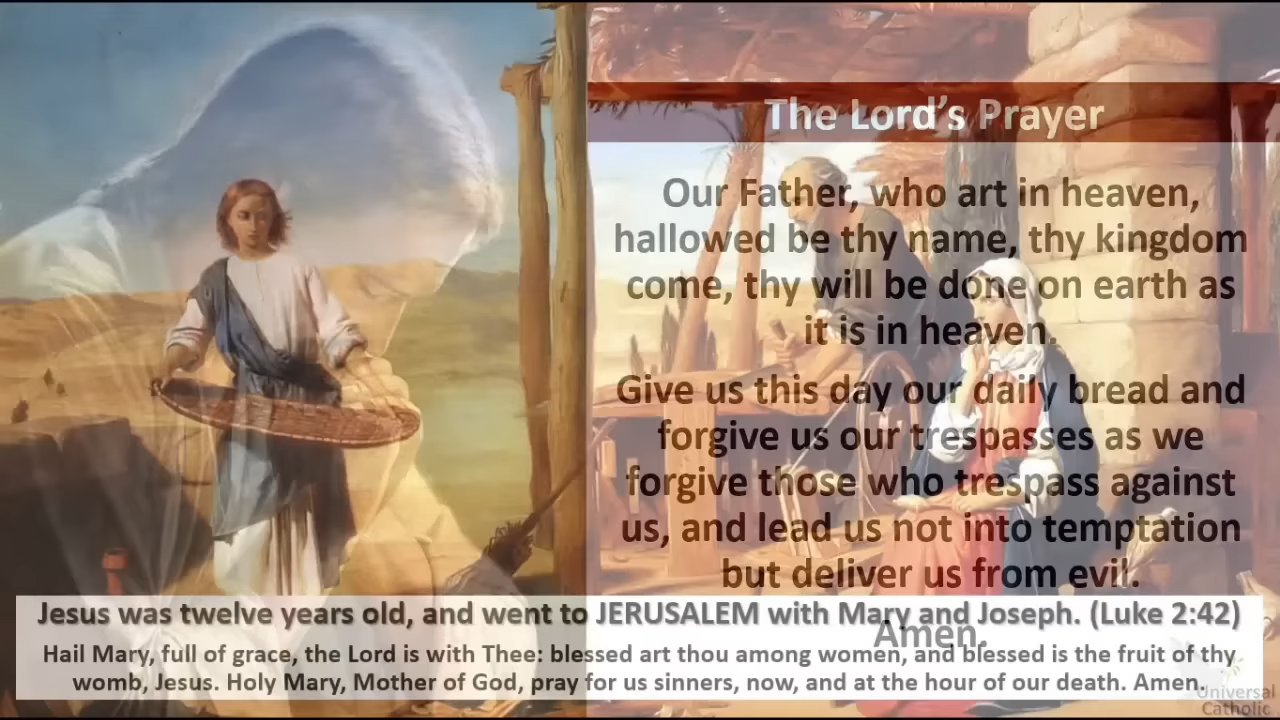 The Lord's Prayer
Our Father, who art in heaven,
hallowed be thy name, thy kingdom
come, thy will be done on earth as
it is in heaven.
Give us this day our daily bread and
forgive us our trespasses as we
forgive those who trespass against
us, and lead us not into temptation
but deliver us from evil.
Amen.
Jesus was twelve years old, and went to JERUSALEM with Mary and Joseph. (Luke 2:42)
Hail Mary, full of grace, the Lord is with Thee: blessed art thou among women, and blessed is the fruit of thy
womb, Jesus. Holy Mary, Mother of God, pray for us sinners, now, and at the hour of our death. Amen.
Universal
Catholic